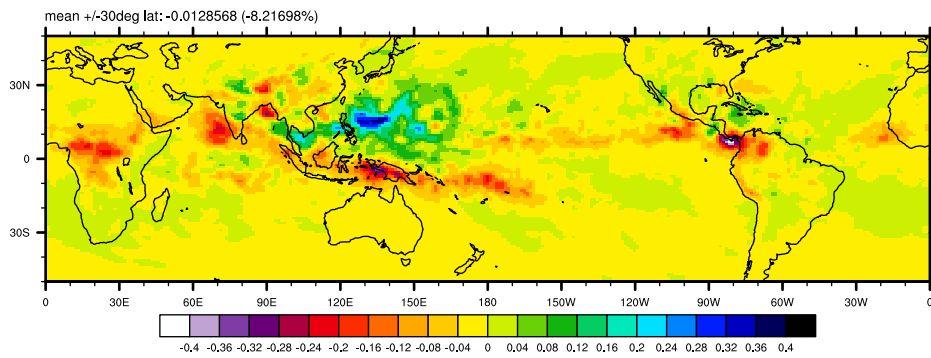 mean +/-30deg lat: -0.0128568 (-8.21698%)
30N
0
30S
0 30E 60E 90E 120E 150E 180 150W 120W 90W 60W 30W 0
-0.4 -0.36 -0.32 -0.28 -0.24 -0.2 -0.16 -0.12 -0.08 -0.04 0 0.04 0.08 0.12 0.16 0.2 0.24 0.28 0.32 0.36 0.4